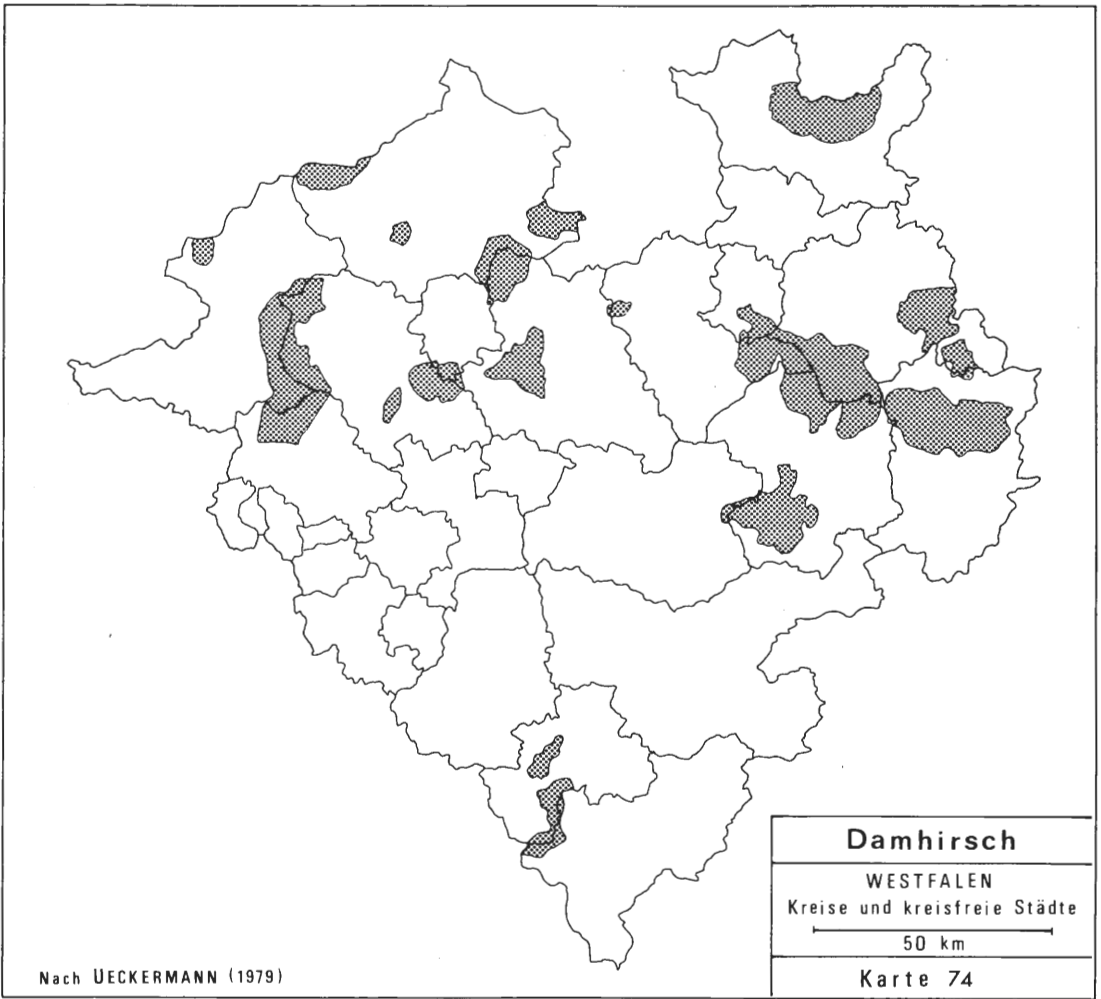 Damhirsch
WESTFALEN
Kreise und kreisfreie Städte
50 km
Karte 74
Nach UECKERMANN (1979)